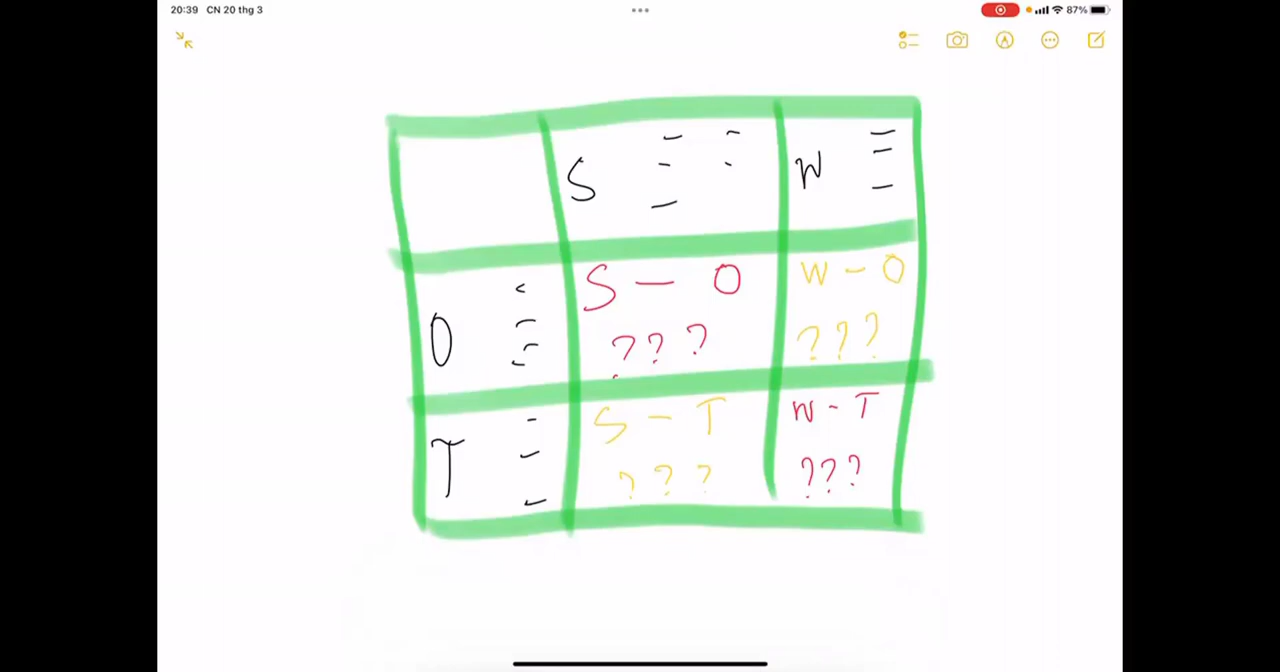 20:39 CN 20 thg 3 87%
S W
O S - O W - O
??? ???
T S - T W - T
??? ???